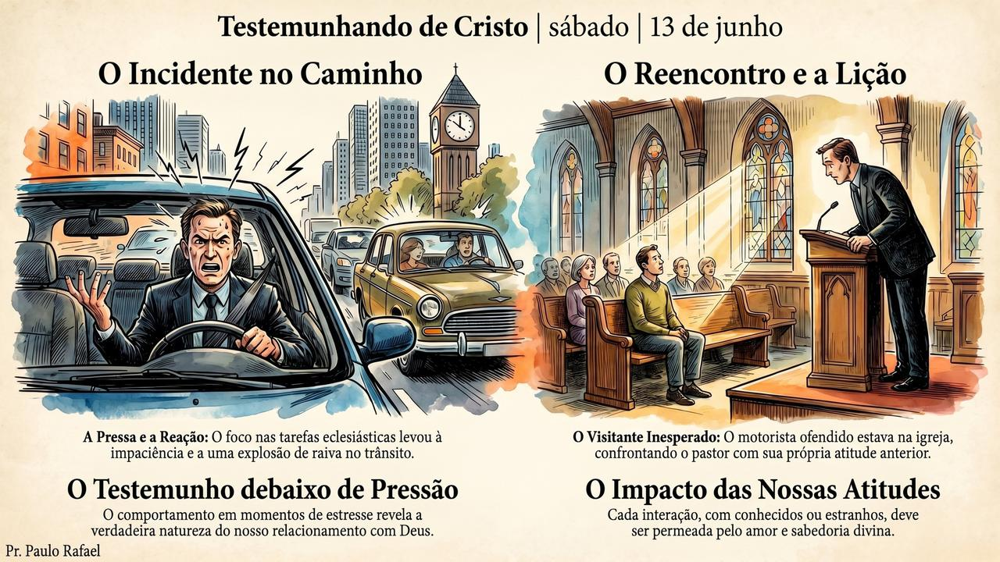 Testemunhando de Cristo | sábado | 13 de junho
O Incidente no Caminho
A Pressa e a Reação: O foco nas tarefas eclesiásticas levou à
impaciência e a uma explosão de raiva no trânsito.
O Testemunho debaixo de Pressão
O comportamento em momentos de estresse revela a
verdadeira natureza do nosso relacionamento com Deus.
O Reencontro e a Lição
O Visitante Inesperado: O motorista ofendido estava na igreja,
confrontando o pastor com sua própria atitude anterior.
O Impacto das Nossas Atitudes
Cada interação, com conhecidos ou estranhos, deve
ser permeada pelo amor e sabedoria divina.
Pr. Paulo Rafael